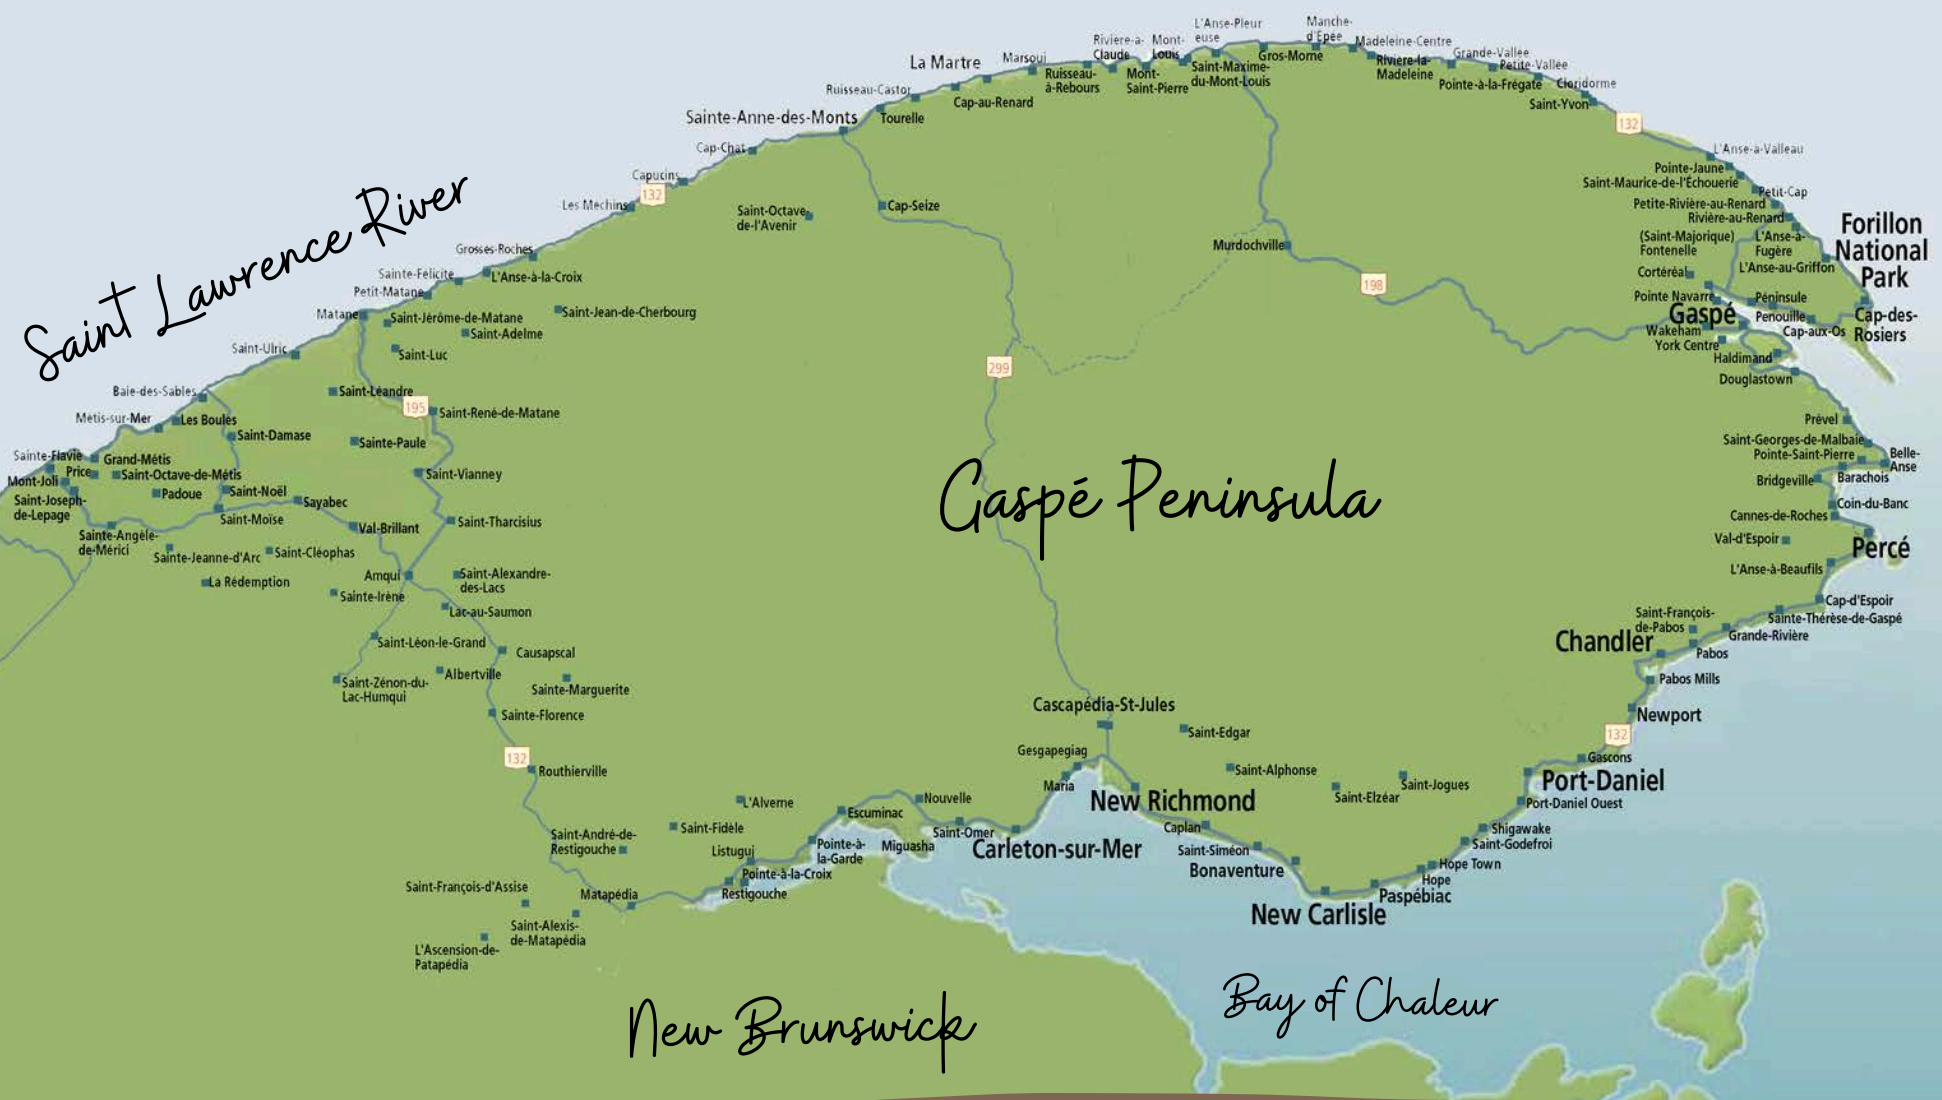 L'Anse-Pleur
euse
Manche-
d'Epée
Rivière-à-
Claude
Mont-
Louis
Madeleine-Centre
Grande-Vallée
Petite-Vallée
La Martre
Marsoui
Gros-Morne
Rivière-la-
Madeleine
Ruisseau-
à-Rebours
Mont-
Saint-Pierre
Saint-Maxime-
du-Mont-Louis
Pointe-à-la-Frégate
Cloridorme
Saint-Yvon
Ruisseau-Castor
Cap-au-Renard
Sainte-Anne-des-Monts
Tourelle
132
Cap-Chat
L'Anse-à-Valleau
Pointe-Jaune
Capucins
132
Saint-Maurice-de-l'Échouerie
Petit-Cap
Les Mechins
Saint-Octave-
de-l'Avenir
Cap-Seize
Petite-Rivière-au-Renard
Rivière-au-Renard
Forillon
National
Park
Saint Lawrence River
Grosses-Roches
Murdochville
(Saint-Majorique)
Fontenelle
L'Anse-à-
Fugère
L'Anse-au-Griffon
Cortéréal
Sainte-Felicite
L'Anse-à-la-Croix
198
Petit-Matane
Pointe Navarre
Péninsule
Matane
Saint-Jérôme-de-Matane
Saint-Jean-de-Cherbourg
Gaspé
Penouille
Cap-des-
Rosiers
Saint-Adelme
Wakeham
Cap-aux-Os
York Centre
Saint-Ulric
Saint-Luc
Haldimand
299
Douglastown
Baie-des-Sables
Saint-Léandre
195
Saint-René-de-Matane
Métis-sur-Mer
Les Boules
Prével
Saint-Damase
Sainte-Paule
Saint-Georges-de-Malbaie
Sainte-Flavie
Grand-Métis
Pointe-Saint-Pierre
Belle-
Anse
Mont-Joli
Price
Saint-Octave-de-Métis
Saint-Vianney
Bridgeville
Barachois
Saint-Joseph-
de-Lepage
Padoue
Saint-Noël
Sayabec
Gaspé Peninsula
Coin-du-Banc
Saint-Moïse
Saint-Tharcisius
Cannes-de-Roches
Sainte-Angèle-
de-Mérici
Val-Brillant
Val-d'Espoir
Percé
Sainte-Jeanne-d'Arc
Saint-Cléophas
L'Anse-à-Beaufils
La Rédemption
Amqui
Saint-Alexandre-
des-Lacs
Sainte-Irène
Lac-au-Saumon
Cap-d'Espoir
Saint-François-
de-Pabos
Sainte-Thérèse-de-Gaspé
Grande-Rivière
Saint-Léon-le-Grand
Causapscal
Chandler
Pabos
Albertville
Saint-Zénon-du-
Lac-Humqui
Sainte-Marguerite
Pabos Mills
Sainte-Florence
Cascapédia-St-Jules
Newport
Saint-Edgar
132
132
Gesgapegiag
Gascons
Routhierville
Saint-Alphonse
Port-Daniel
Maria
Saint-Elzéar
Saint-Jogues
L'Alverne
Nouvelle
New Richmond
Port-Daniel Ouest
Escuminac
Saint-Fidèle
Saint-Omer
Caplan
Shigawake
Saint-André-de-
Restigouche
Listuguj
Pointe-à-
la-Garde
Miguasha
Carleton-sur-Mer
Saint-Siméon
Saint-Godefroi
Bonaventure
Hope Town
Pointe-à-la-Croix
Hope
Saint-François-d'Assise
Matapédia
Restigouche
Paspébiac
New Carlisle
Saint-Alexis-
de-Matapédia
L'Ascension-de-
Patapédia
Bay of Chaleur
New Brunswick